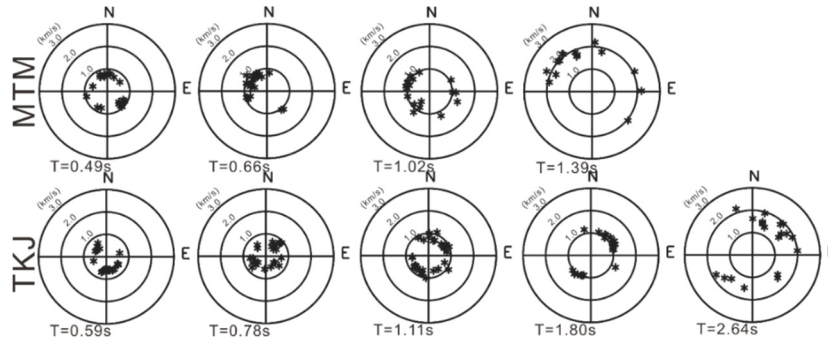 N N N N
(km/s) (km/s) (km/s) (km/s)
3.0 3.0 3.0 3.0
2.0 2.0 2.0 2.0
1.0 1.0 1.0 1.0
MTM E E E E
T=0.49s T=0.66s T=1.02s T=1.39s
N N N N N
(km/s) (km/s) (km/s) (km/s) (km/s)
3.0 3.0 3.0 3.0 3.0
2.0 2.0 2.0 2.0 2.0
1.0 1.0 1.0 1.0 1.0
TKJ E E E E
T=0.59s T=0.78s T=1.11s T=1.80s T=2.64s